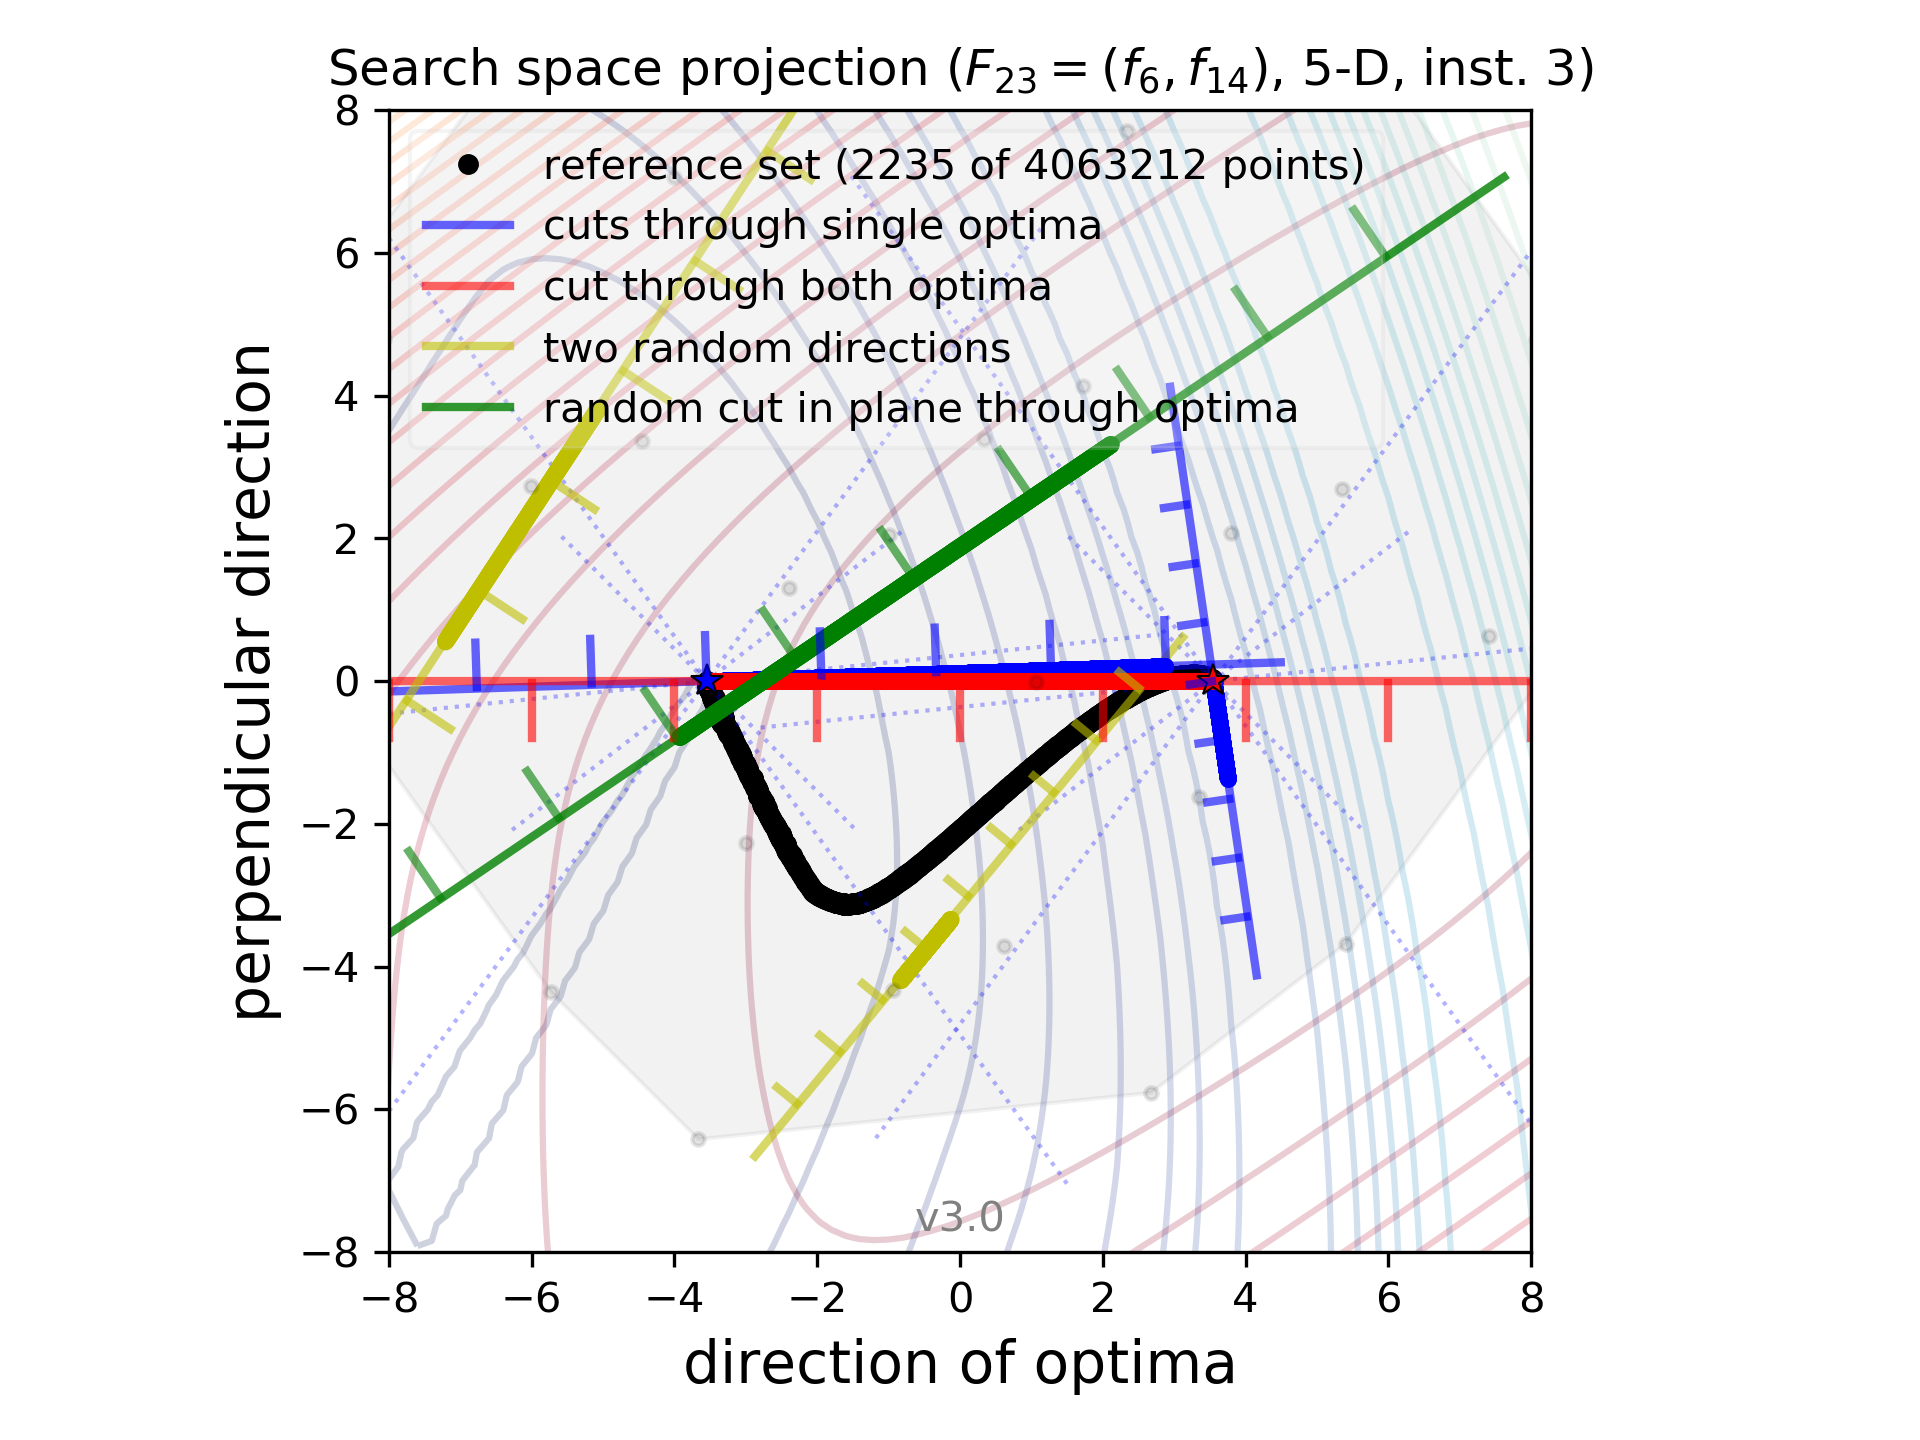 Search space projection (F₂₃ = (f₆, f₁₄), 5-D, inst. 3)
8
6
4
2
0
−2
−4
−6
−8
perpendicular direction
reference set (2235 of 4063212 points)
cuts through single optima
cut through both optima
two random directions
random cut in plane through optima
v3.0
−8 −6 −4 −2 0 2 4 6 8
direction of optima